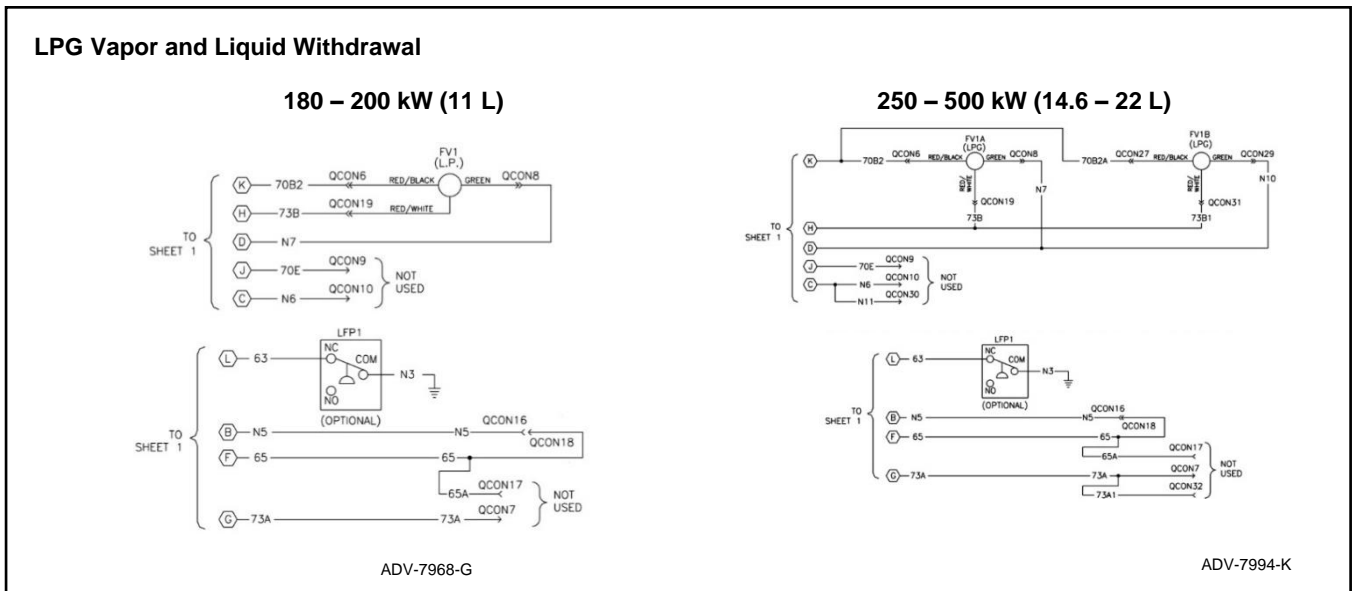 LPG Vapor and Liquid Withdrawal
180 – 200 kW (11 L)
FV1
(L.P.)
K 70B2 QCON6 RED/BLACK GREEN QCON8
H 73B QCON19 RED/WHITE
D N7
J 70E QCON9
C N6 QCON10
NOT
USED
TO
SHEET 1
LFP1
NC
COM
NO
(OPTIONAL)
L 63
N3
B N5 N5 QCON16
QCON18
F 65 65
65A QCON17
G 73A 73A QCON7
NOT
USED
TO
SHEET 1
ADV-7968-G
250 – 500 kW (14.6 – 22 L)
FV1A
(LPG)
FV1B
(LPG)
K 70B2 QCON6 RED/BLACK GREEN QCON8 70B2A QCON27 RED/BLACK GREEN QCON29
RED/
WHITE
N7
RED/
WHITE
N10
QCON19
QCON31
73B
73B1
H
D
J 70E QCON9
C N6 QCON10
N11 QCON30
NOT
USED
TO
SHEET 1
LFP1
NC
COM
NO
(OPTIONAL)
L 63
N3
B N5 N5 QCON16
QCON18
F 65 65
65A QCON17
G 73A 73A QCON7
73A1 QCON32
NOT
USED
TO
SHEET 1
ADV-7994-K